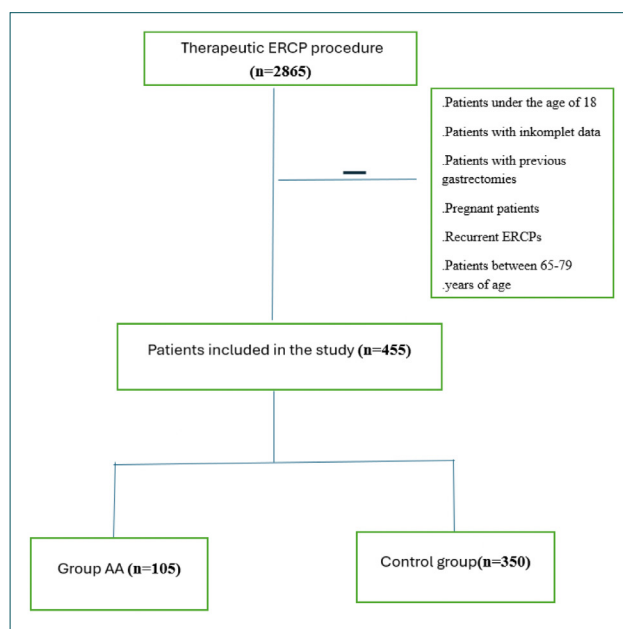 Therapeutic ERCP procedure
(n=2865)
.Patients under the age of 18
.Patients with inkomplet data
.Patients with previous
gastrectomies
.Pregnant patients
.Recurrent ERCPs
.Patients between 65-79
.years of age
Patients included in the study (n=455)
Group AA (n=105)
Control group(n=350)